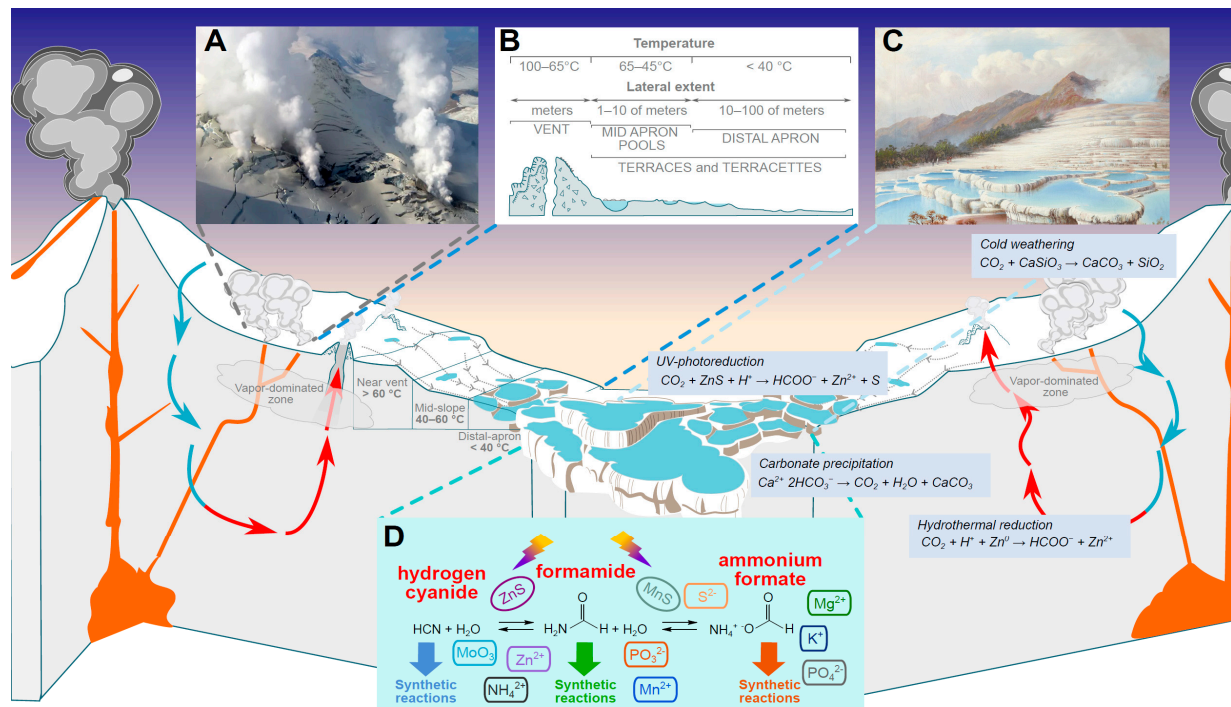 A
B
Temperature
100–65°C 65–45°C < 40 °C
Lateral extent
meters 1–10 of meters 10–100 of meters
VENT MID APRON POOLS DISTAL APRON
TERRACES and TERRACETTES
C
Cold weathering
CO₂ + CaSiO₃ → CaCO₃ + SiO₂
UV-photoreduction
CO₂ + ZnS + H⁺ → HCOO⁻ + Zn²⁺ + S
Vapor-dominated
zone
Near vent
> 60 °C
Mid-slope
40–60 °C
Distal-apron
< 40 °C
Vapor-dominated
zone
Carbonate precipitation
Ca²⁺ 2HCO₃⁻ → CO₂ + H₂O + CaCO₃
Hydrothermal reduction
CO₂ + H⁺ + Zn⁰ → HCOO⁻ + Zn²⁺
D
hydrogen
cyanide
ZnS
formamide
MnS
S²⁻
ammonium
formate
Mg²⁺
O O
HCN + H₂O ⇌ H₂N H + H₂O ⇌ NH₄⁺ ⁻O H
K⁺
MoO₃
Zn²⁺
PO₃²⁻
PO₄²⁻
Synthetic
reactions
NH₄²⁺
Synthetic
reactions
Mn²⁺
Synthetic
reactions